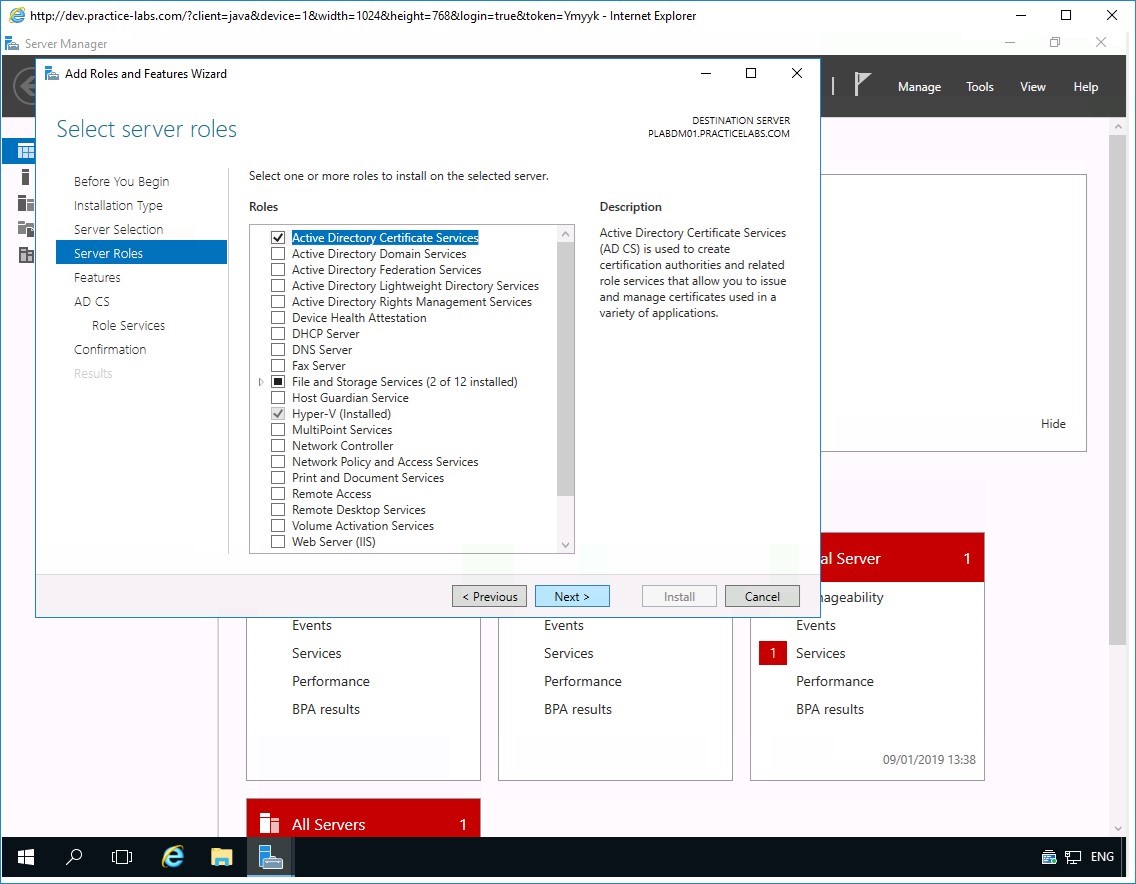 http://dev.practice-labs.com/?client=java&device=1&width=1024&height=768&login=true&token=Ymyyk - Internet Explorer
Server Manager
Add Roles and Features Wizard
Manage Tools View Help
Select server roles
DESTINATION SERVER
PLABDM01.PRACTICELABS.COM
Before You Begin
Installation Type
Server Selection
Server Roles
Features
AD CS
Role Services
Confirmation
Results
Select one or more roles to install on the selected server.
Roles
Active Directory Certificate Services
Active Directory Domain Services
Active Directory Federation Services
Active Directory Lightweight Directory Services
Active Directory Rights Management Services
Device Health Attestation
DHCP Server
DNS Server
Fax Server
File and Storage Services (2 of 12 installed)
Host Guardian Service
Hyper-V (Installed)
MultiPoint Services
Network Controller
Network Policy and Access Services
Print and Document Services
Remote Access
Remote Desktop Services
Volume Activation Services
Web Server (IIS)
Description
Active Directory Certificate Services
(AD CS) is used to create
certification authorities and related
role services that allow you to issue
and manage certificates used in a
variety of applications.
< Previous Next > Install Cancel
Hide
al Server 1
nageability
Events
Services
Performance
BPA results
Events
Services
Performance
BPA results
Events
1 Services
Performance
BPA results
09/01/2019 13:38
All Servers 1
ENG